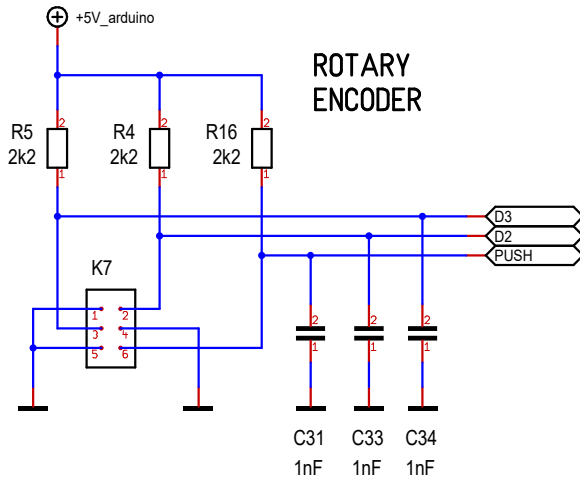 +5V_arduino
ROTARY
ENCODER
2
2
2
R5
R4
R16
2k2
2k2
2k2
1
1
1
D3
D2
PUSH
K7
1
2
3
4
5
6
2
2
2
1
1
1
C31
C33
C34
1nF
1nF
1nF